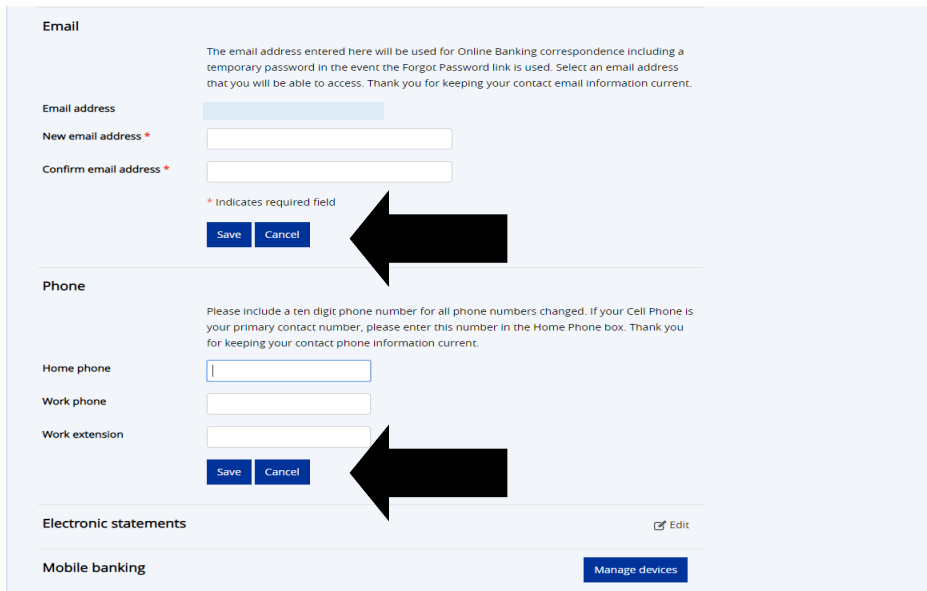 Email
The email address entered here will be used for Online Banking correspondence including a
temporary password in the event the Forgot Password link is used. Select an email address
that you will be able to access. Thank you for keeping your contact email information current.
Email address
New email address *
Confirm email address *
* Indicates required field
Save Cancel
Phone
Please include a ten digit phone number for all phone numbers changed. If your Cell Phone is
your primary contact number, please enter this number in the Home Phone box. Thank you
for keeping your contact phone information current.
Home phone
Work phone
Work extension
Save Cancel
Electronic statements Edit
Mobile banking Manage devices